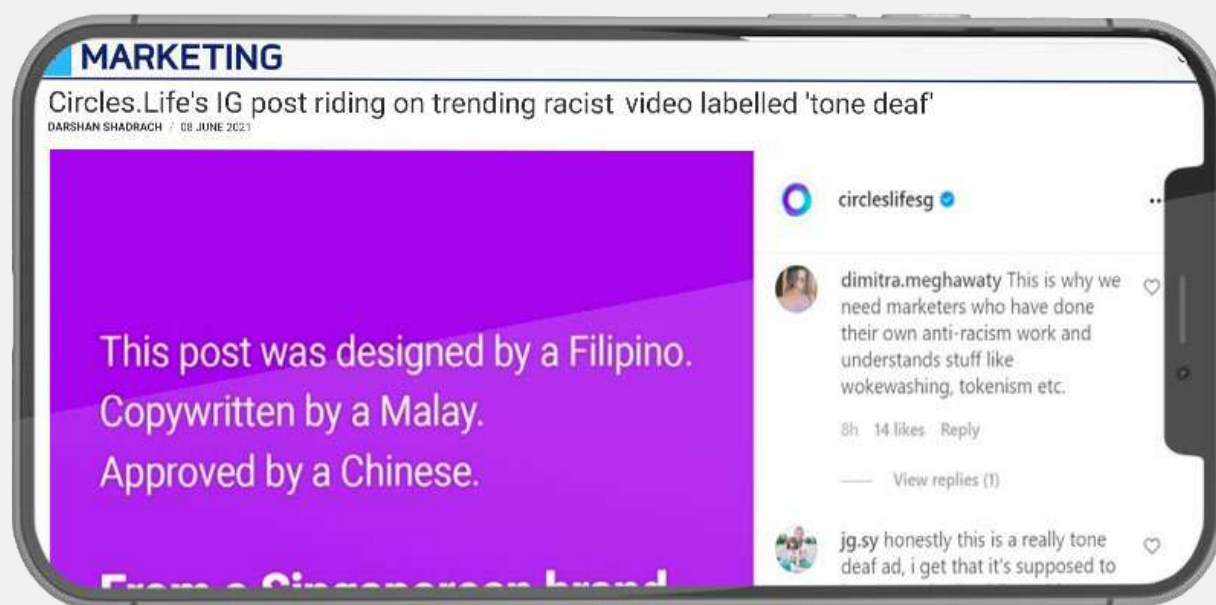 MARKETING
Circles.Life's IG post riding on trending racist video labelled 'tone deaf'
DARSHAN SHADRACH / 08 JUNE 2021
This post was designed by a Filipino.
Copywritten by a Malay.
Approved by a Chinese.
From a Singaporean brand
circleslifesg
dimitra.meghawaty This is why we
need marketers who have done
their own anti-racism work and
understands stuff like
wokewashing, tokenism etc.
8h 14 likes Reply
View replies (1)
jg.sy honestly this is a really tone
deaf ad, i get that it's supposed to